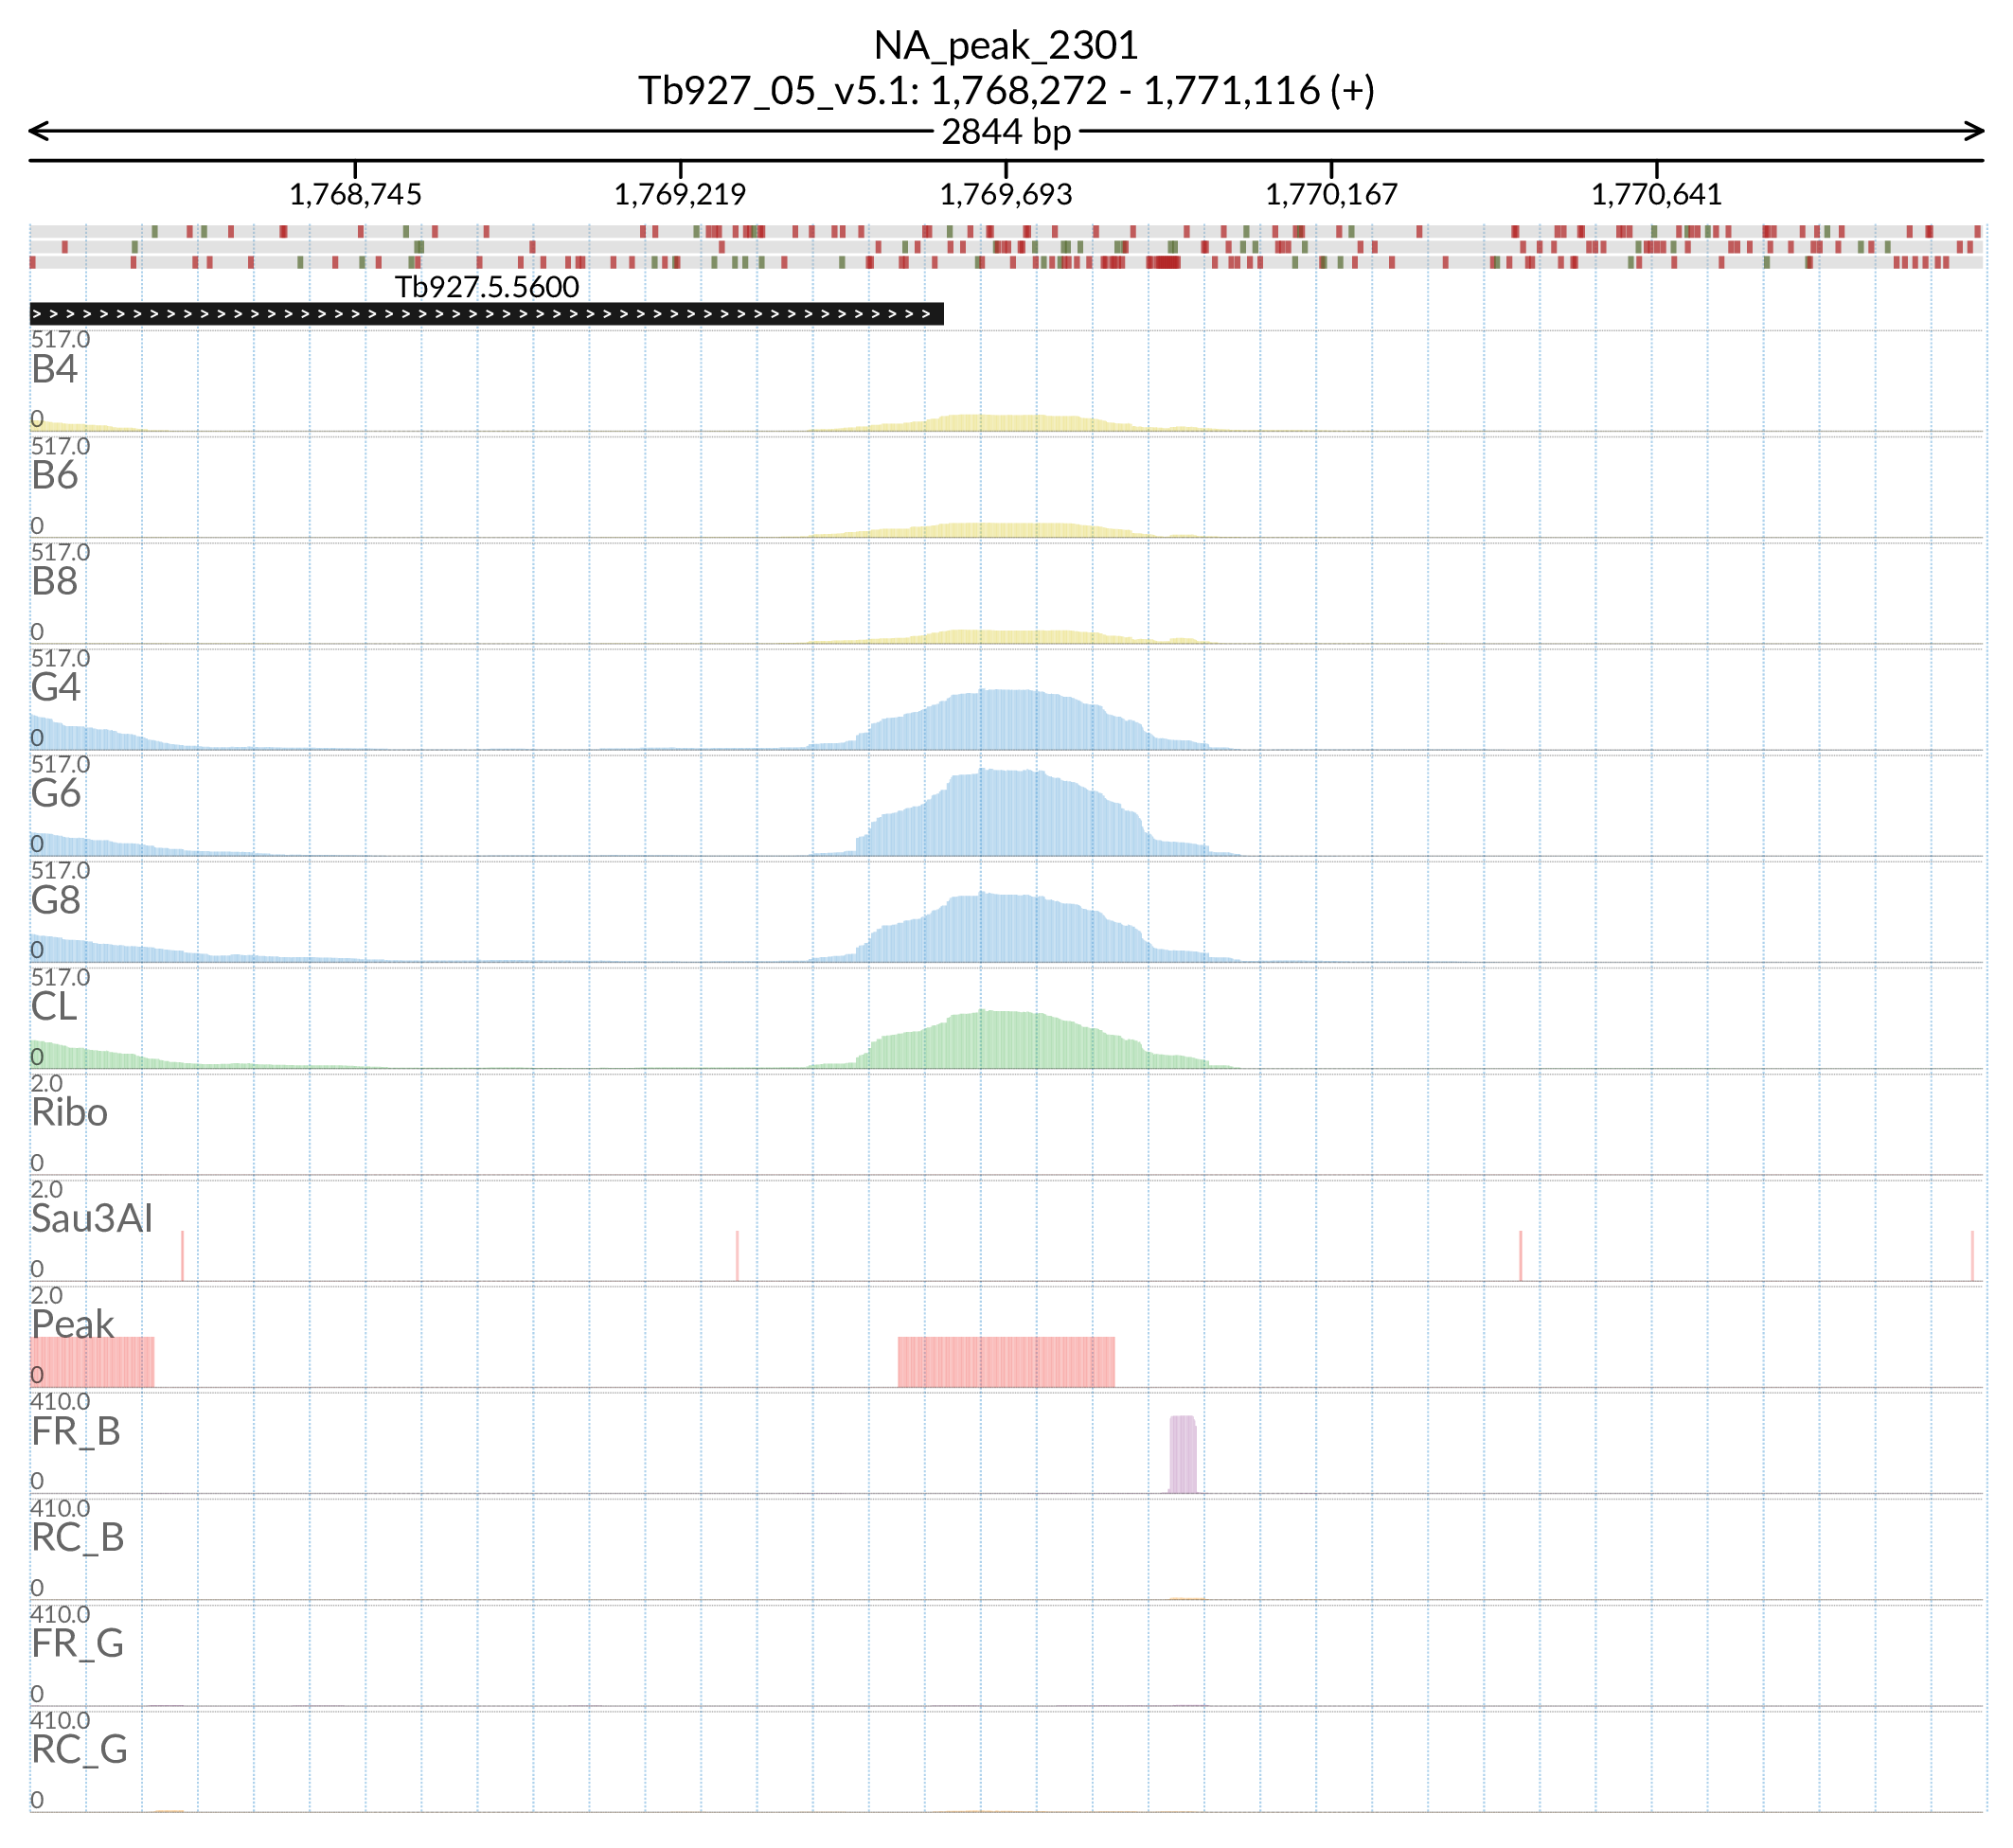 NA_peak_2301
Tb927_05_v5.1: 1,768,272 - 1,771,116 (+)
2844 bp
1,768,745 1,769,219 1,769,693 1,770,167 1,770,641
Tb927.5.5600
517.0
B4
0
517.0
B6
0
517.0
B8
0
517.0
G4
0
517.0
G6
0
517.0
G8
0
517.0
CL
0
2.0
Ribo
0
2.0
Sau3AI
0
2.0
Peak
0
410.0
FR_B
0
410.0
RC_B
0
410.0
FR_G
0
410.0
RC_G
0